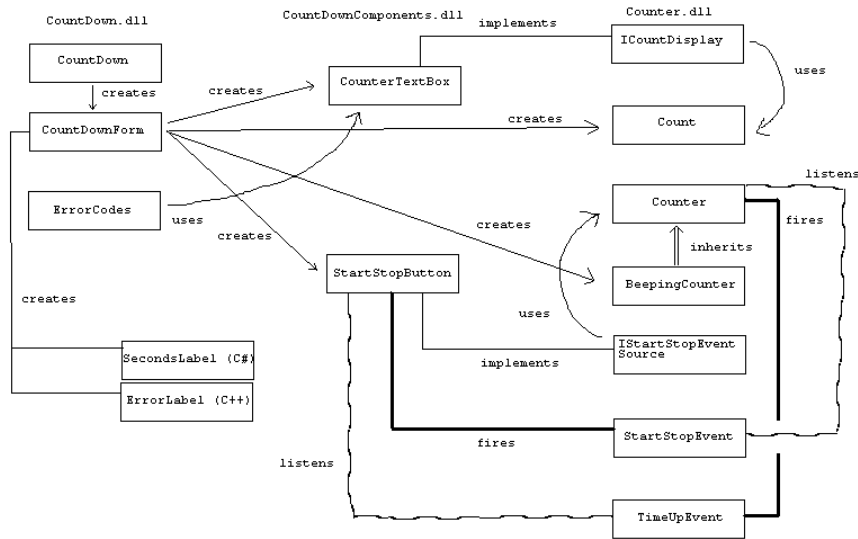 CountDown.dll
CountDownComponents.dll
Counter.dll
implements
ICountDisplay
CountDown
uses
creates
creates
CounterTextBox
creates
CountDownForm
Count
listens
ErrorCodes
uses
Counter
fires
creates
creates
inherits
StartStopButton
BeepingCounter
creates
uses
IStartStopEvent
Source
SecondsLabel (C#)
implements
ErrorLabel (C++)
StartStopEvent
fires
listens
TimeUpEvent